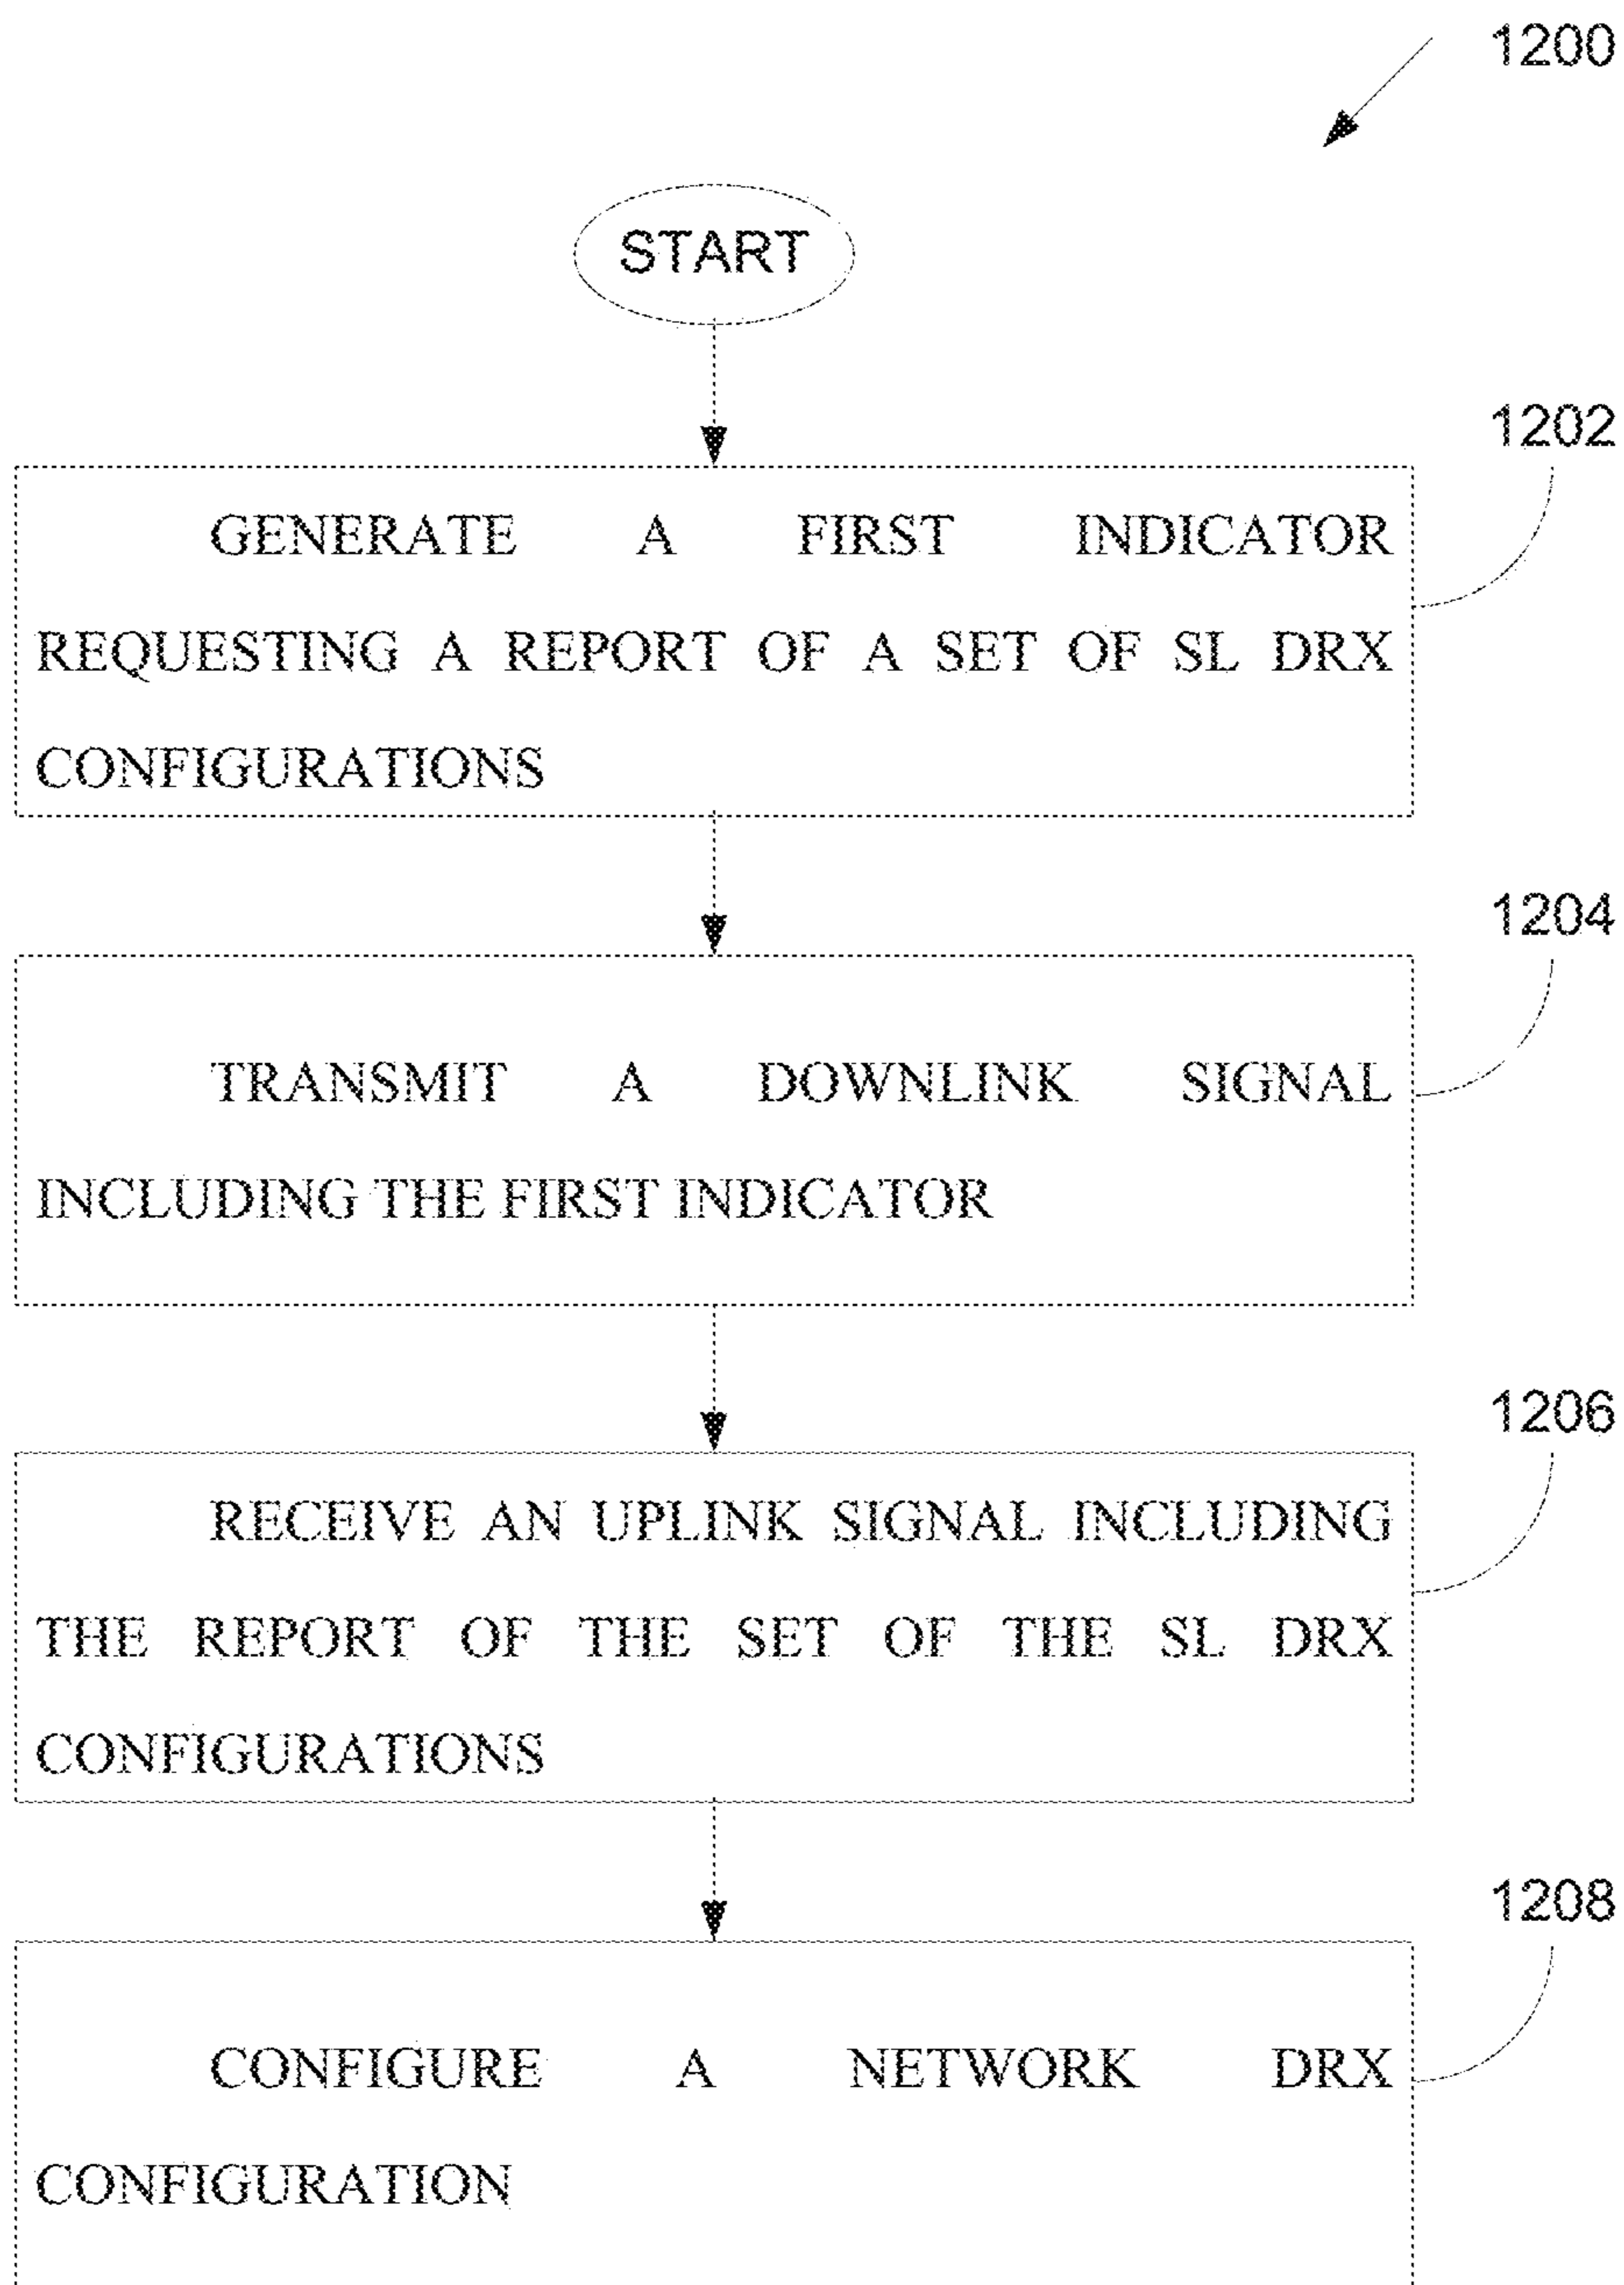 1200
START
1202
GENERATE A FIRST INDICATOR
REQUESTING A REPORT OF A SET OF SL DRX
CONFIGURATIONS
1204
TRANSMIT A DOWNLINK SIGNAL
INCLUDING THE FIRST INDICATOR
1206
RECEIVE AN UPLINK SIGNAL INCLUDING
THE REPORT OF THE SET OF THE SL DRX
CONFIGURATIONS
1208
CONFIGURE A NETWORK DRX
CONFIGURATION